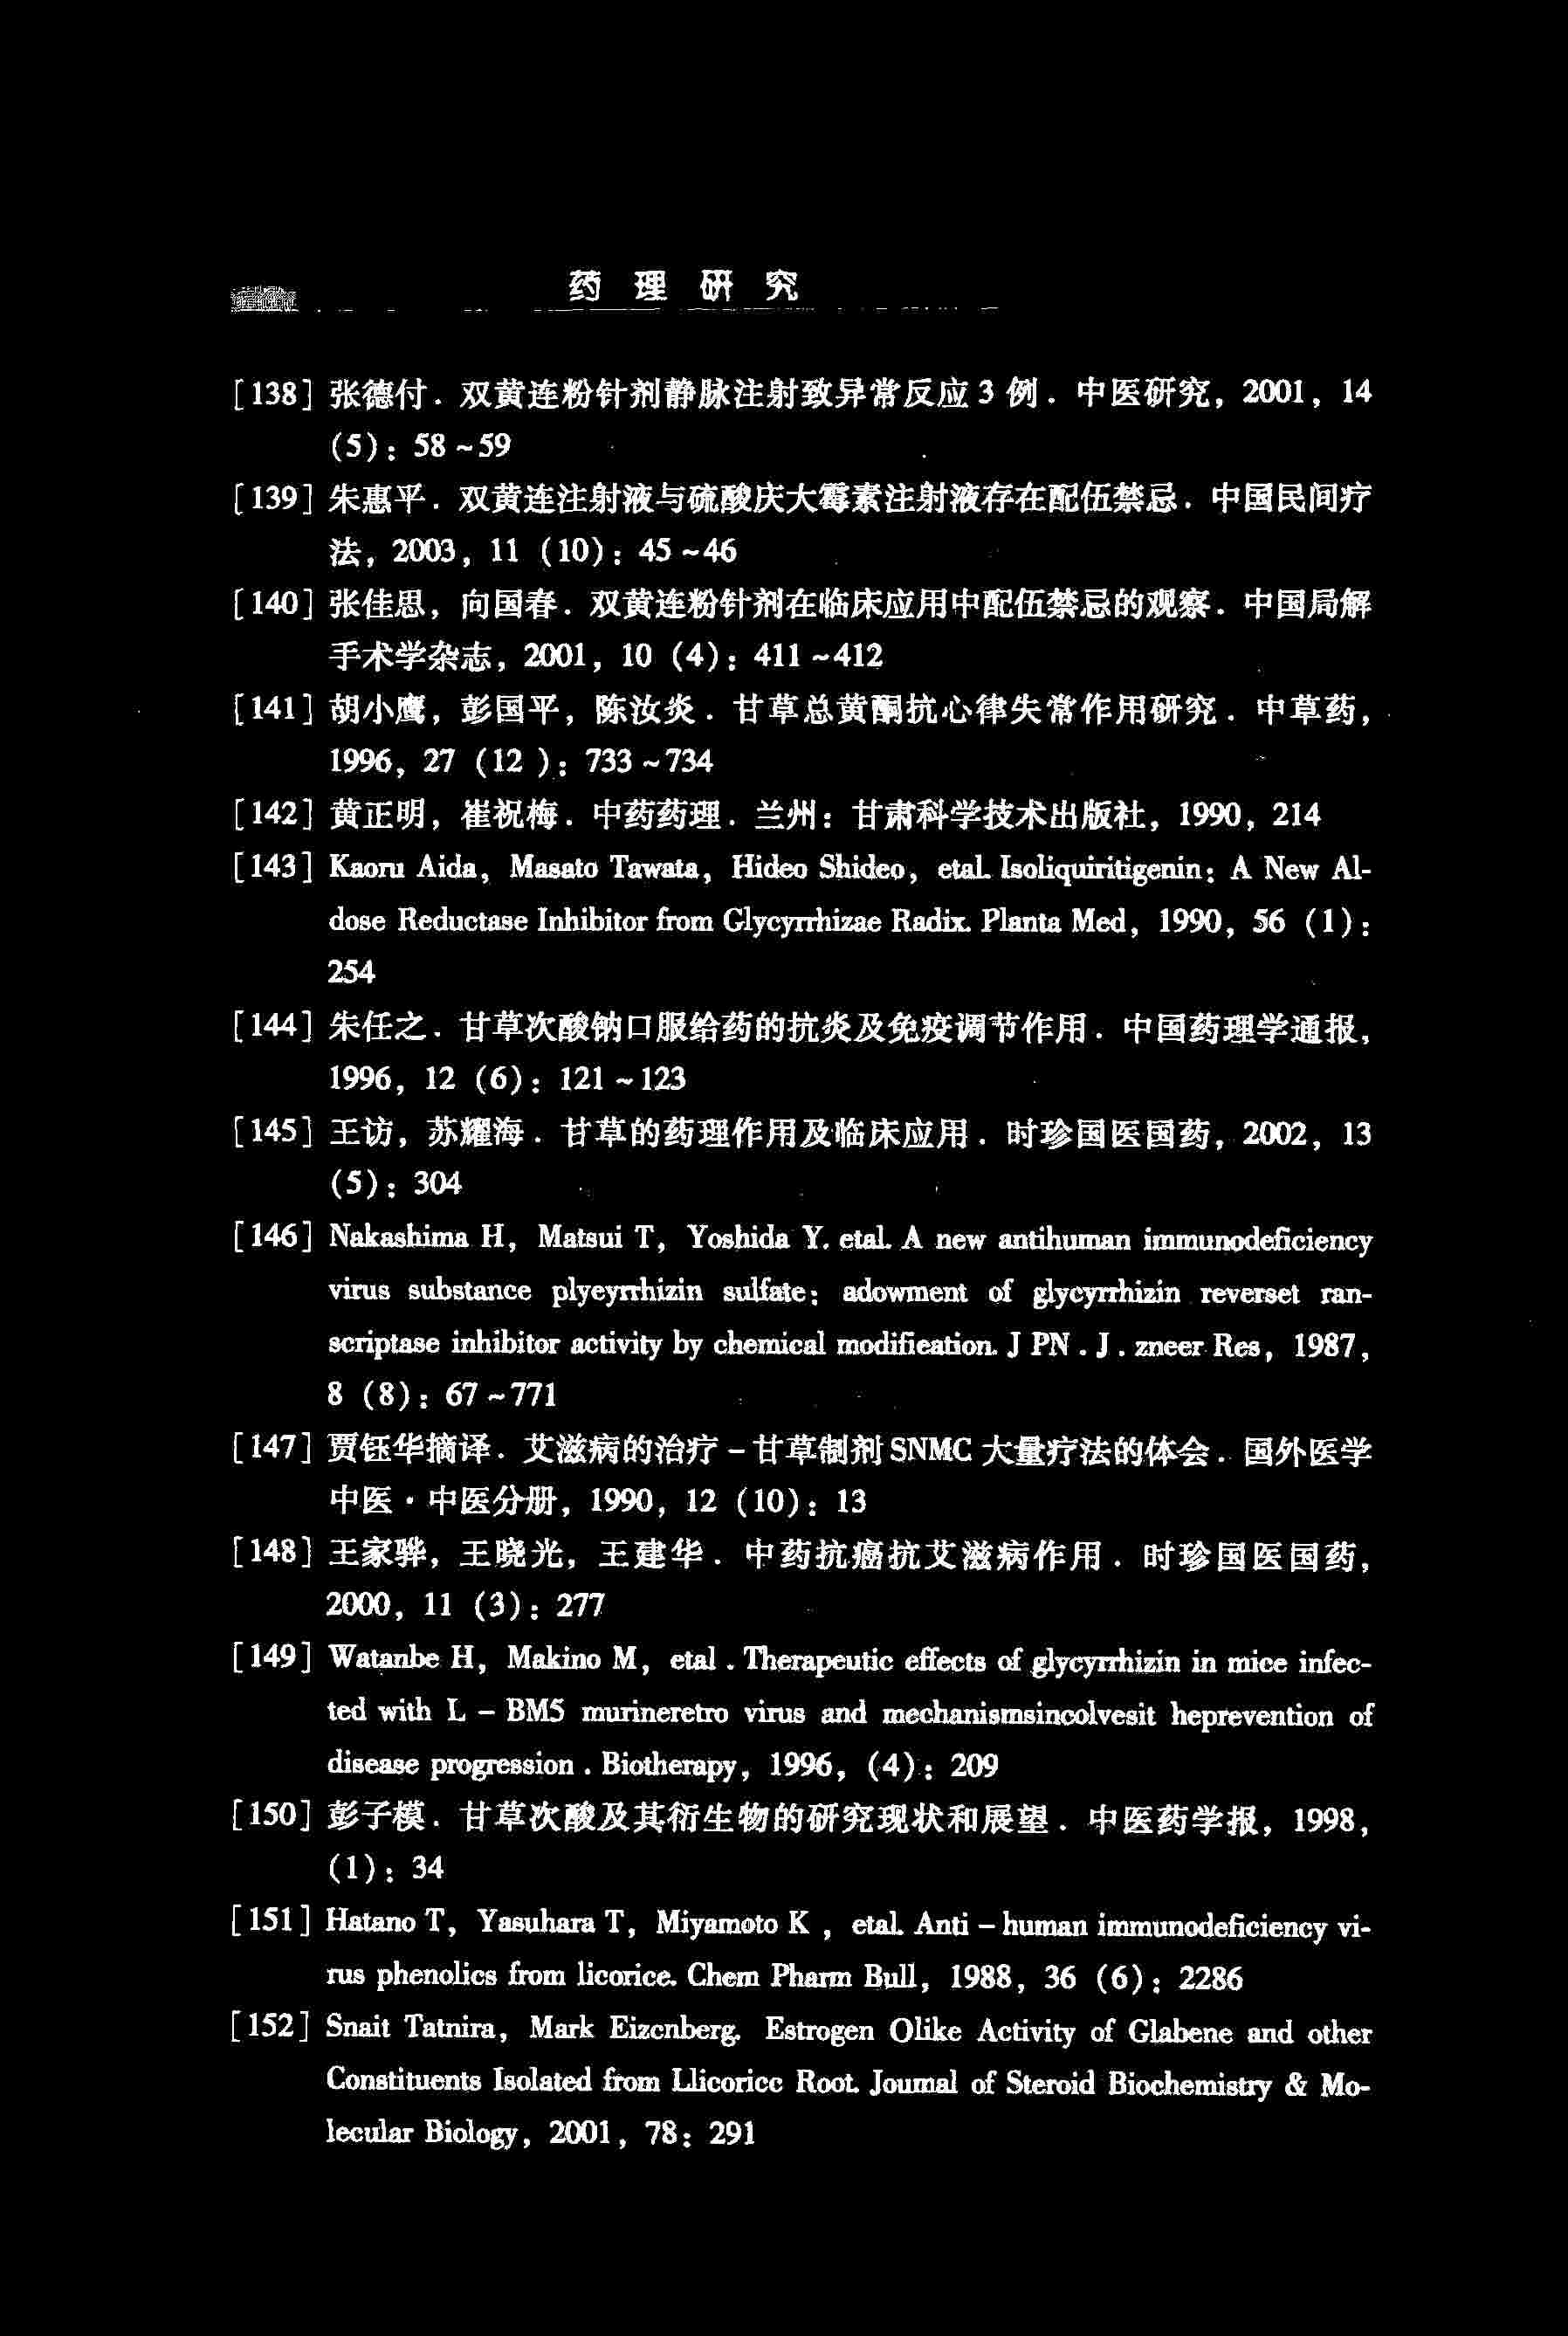 药理研究
[138] 张德付. 双黄连粉针剂静脉注射致异常反应3例. 中医研究, 2001, 14
(5): 58~59
[139] 朱惠平. 双黄连注射液与硫酸庆大霉素注射液存在配伍禁忌. 中国民间疗
法, 2003, 11 (10): 45~46
[140] 张佳思, 向国春. 双黄连粉针剂在临床应用中配伍禁忌的观察. 中国局解
手术学杂志, 2001, 10 (4): 411~412
[141] 胡小鹰, 彭国平, 陈汝炎. 甘草总黄酮抗心律失常作用研究. 中草药,
1996, 27 (12 ): 733~734
[142] 黄正明, 崔祝梅. 中药药理. 兰州: 甘肃科学技术出版社, 1990, 214
[143] Kaoru Aida, Masato Tawata, Hideo Shideo, etal. Isoliquiritigenin: A New Al-
dose Reductase Inhibitor from Glycyrrhizae Radix. Planta Med, 1990, 56 (1):
254
[144] 朱任之. 甘草次酸钠口服给药的抗炎及免疫调节作用. 中国药理学通报,
1996, 12 (6): 121~123
[145] 王访, 苏耀海. 甘草的药理作用及临床应用. 时珍国医国药, 2002, 13
(5): 304
[146] Nakashima H, Matsui T, Yoshida Y. etal. A new antihuman immunodeficiency
virus substance plyeyrrhizin sulfate: adowment of glycyrrhizin reverset ran-
scriptase inhibitor activity by chemical modifieation. J PN . J . zneer Res, 1987,
8 (8): 67~771
[147] 贾钰华摘译. 艾滋病的治疗-甘草制剂SNMC大量疗法的体会. 国外医学
中医·中医分册, 1990, 12 (10): 13
[148] 王家骅, 王晓光, 王建华. 中药抗癌抗艾滋病作用. 时珍国医国药,
2000, 11 (3): 277
[149] Watanbe H, Makino M, etal . Therapeutic effects of glycyrrhizin in mice infec-
ted with L - BM5 murineretro virus and mechanismsincolvesit heprevention of
disease progression . Biotherapy, 1996, (4): 209
[150] 彭子模. 甘草次酸及其衍生物的研究现状和展望. 中医药学报, 1998,
(1): 34
[151] Hatano T, Yasuhara T, Miyamoto K , etal. Anti - human immunodeficiency vi-
rus phenolics from licorice. Chem Pharm Bull, 1988, 36 (6): 2286
[152] Snait Tatnira, Mark Eizcnberg. Estrogen Olike Activity of Glabene and other
Constituents Isolated from Llicoricc Root. Joumal of Steroid Biochemistry & Mo-
lecular Biology, 2001, 78: 291